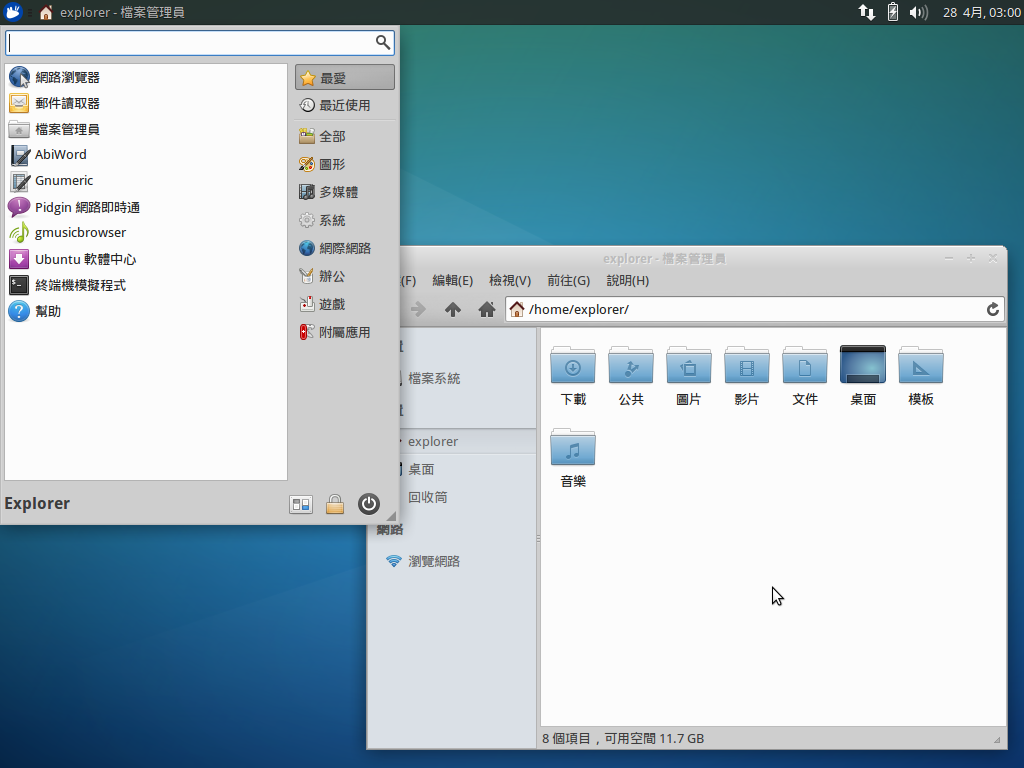 explorer - 檔案管理員
28 4月, 03:00
網路瀏覽器
郵件讀取器
檔案管理員
AbiWord
Gnumeric
Pidgin 網路即時通
gmusicbrowser
Ubuntu 軟體中心
終端機模擬程式
幫助
最愛
最近使用
全部
圖形
多媒體
系統
網際網路
辦公
遊戲
附屬應用
Explorer
explorer - 檔案管理員
(F) 編輯(E) 檢視(V) 前往(G) 說明(H)
/home/explorer/
檔案系統
explorer
桌面
回收筒
網路
瀏覽網路
下載 公共 圖片 影片 文件 桌面 模板
音樂
8 個項目，可用空間 11.7 GB